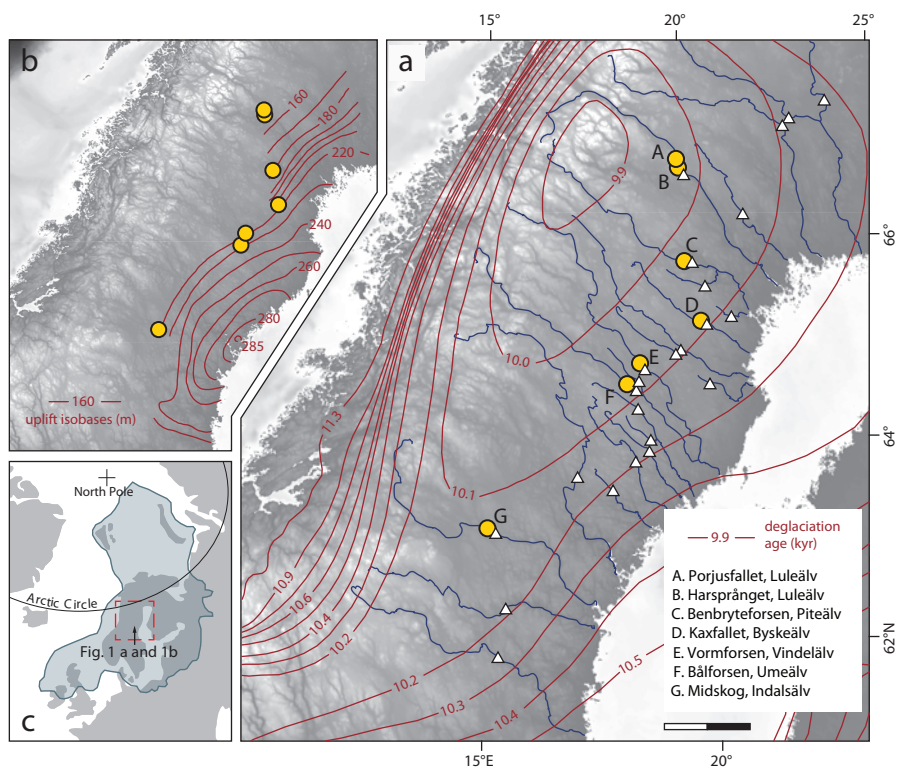 15°
20°
25°
b
a
160
180
220
240
260
280
285
160
uplift isobases (m)
A
B
9.9
66°
C
D
10.0
E
F
11.3
64°
10.1
G
10.9
10.6
10.4
10.2
10.2
10.3
10.4
10.5
62°N
9.9 deglaciation
age (kyr)
A. Porjusfallet, Luleälv
B. Harsprånget, Luleälv
C. Benbryteforsen, Piteälv
D. Kaxfallet, Byskeälv
E. Vormforsen, Vindelälv
F. Bålforsen, Umeälv
G. Midskog, Indalsälv
North Pole
Arctic Circle
Fig. 1 a and 1b
c
15°E
20°